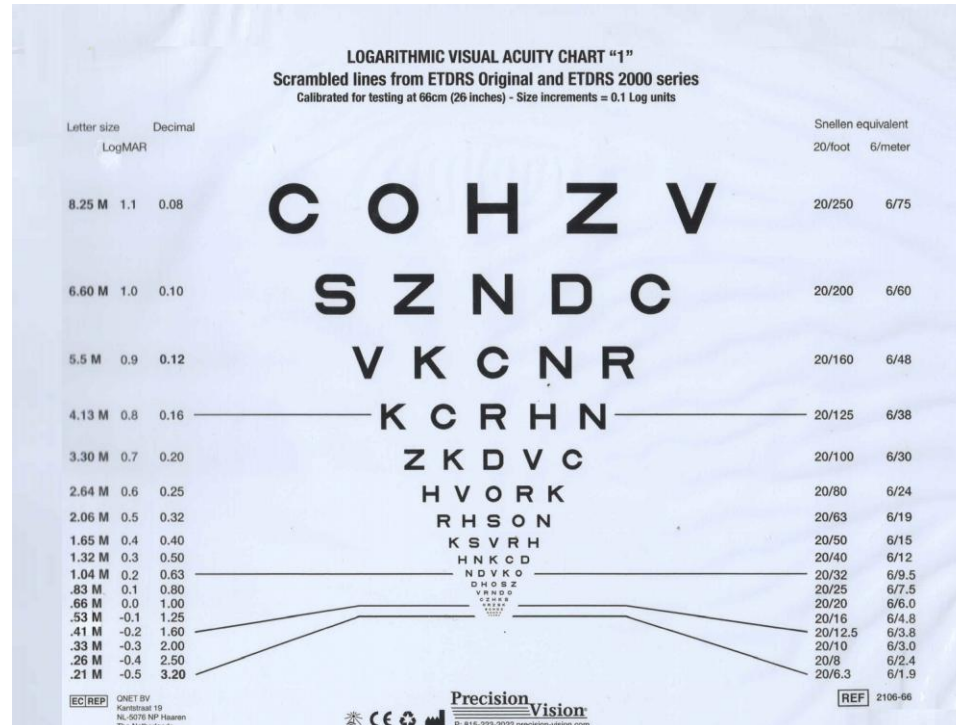 LOGARITHMIC VISUAL ACUITY CHART “1”
Scrambled lines from ETDRS Original and ETDRS 2000 series
Calibrated for testing at 66cm (26 inches) - Size increments = 0.1 Log units
Letter size Decimal Snellen equivalent
LogMAR 20/foot 6/meter
8.25 M 1.1 0.08 C O H Z V 20/250 6/75
6.60 M 1.0 0.10 S Z N D C 20/200 6/60
5.5 M 0.9 0.12 V K C N R 20/160 6/48
4.13 M 0.8 0.16 K C R H N 20/125 6/38
3.30 M 0.7 0.20 Z K D V C 20/100 6/30
2.64 M 0.6 0.25 H V O R K 20/80 6/24
2.06 M 0.5 0.32 R H S O N 20/63 6/19
1.65 M 0.4 0.40 K S V R H 20/50 6/15
1.32 M 0.3 0.50 H N K C D 20/40 6/12
1.04 M 0.2 0.63 N D V K O 20/32 6/9.5
.83 M 0.1 0.80 D H O S Z 20/25 6/7.5
.66 M 0.0 1.00 V R N D O 20/20 6/6.0
.53 M -0.1 1.25 20/16 6/4.8
.41 M -0.2 1.60 20/12.5 6/3.8
.33 M -0.3 2.00 20/10 6/3.0
.26 M -0.4 2.50 20/8 6/2.4
.21 M -0.5 3.20 20/6.3 6/1.9
EC REP QNET BV
Kantstraat 19
NL-5076 NP Haaren
CE Precision Vision REF 2106-66
P: 815-223-2022 precision-vision.com